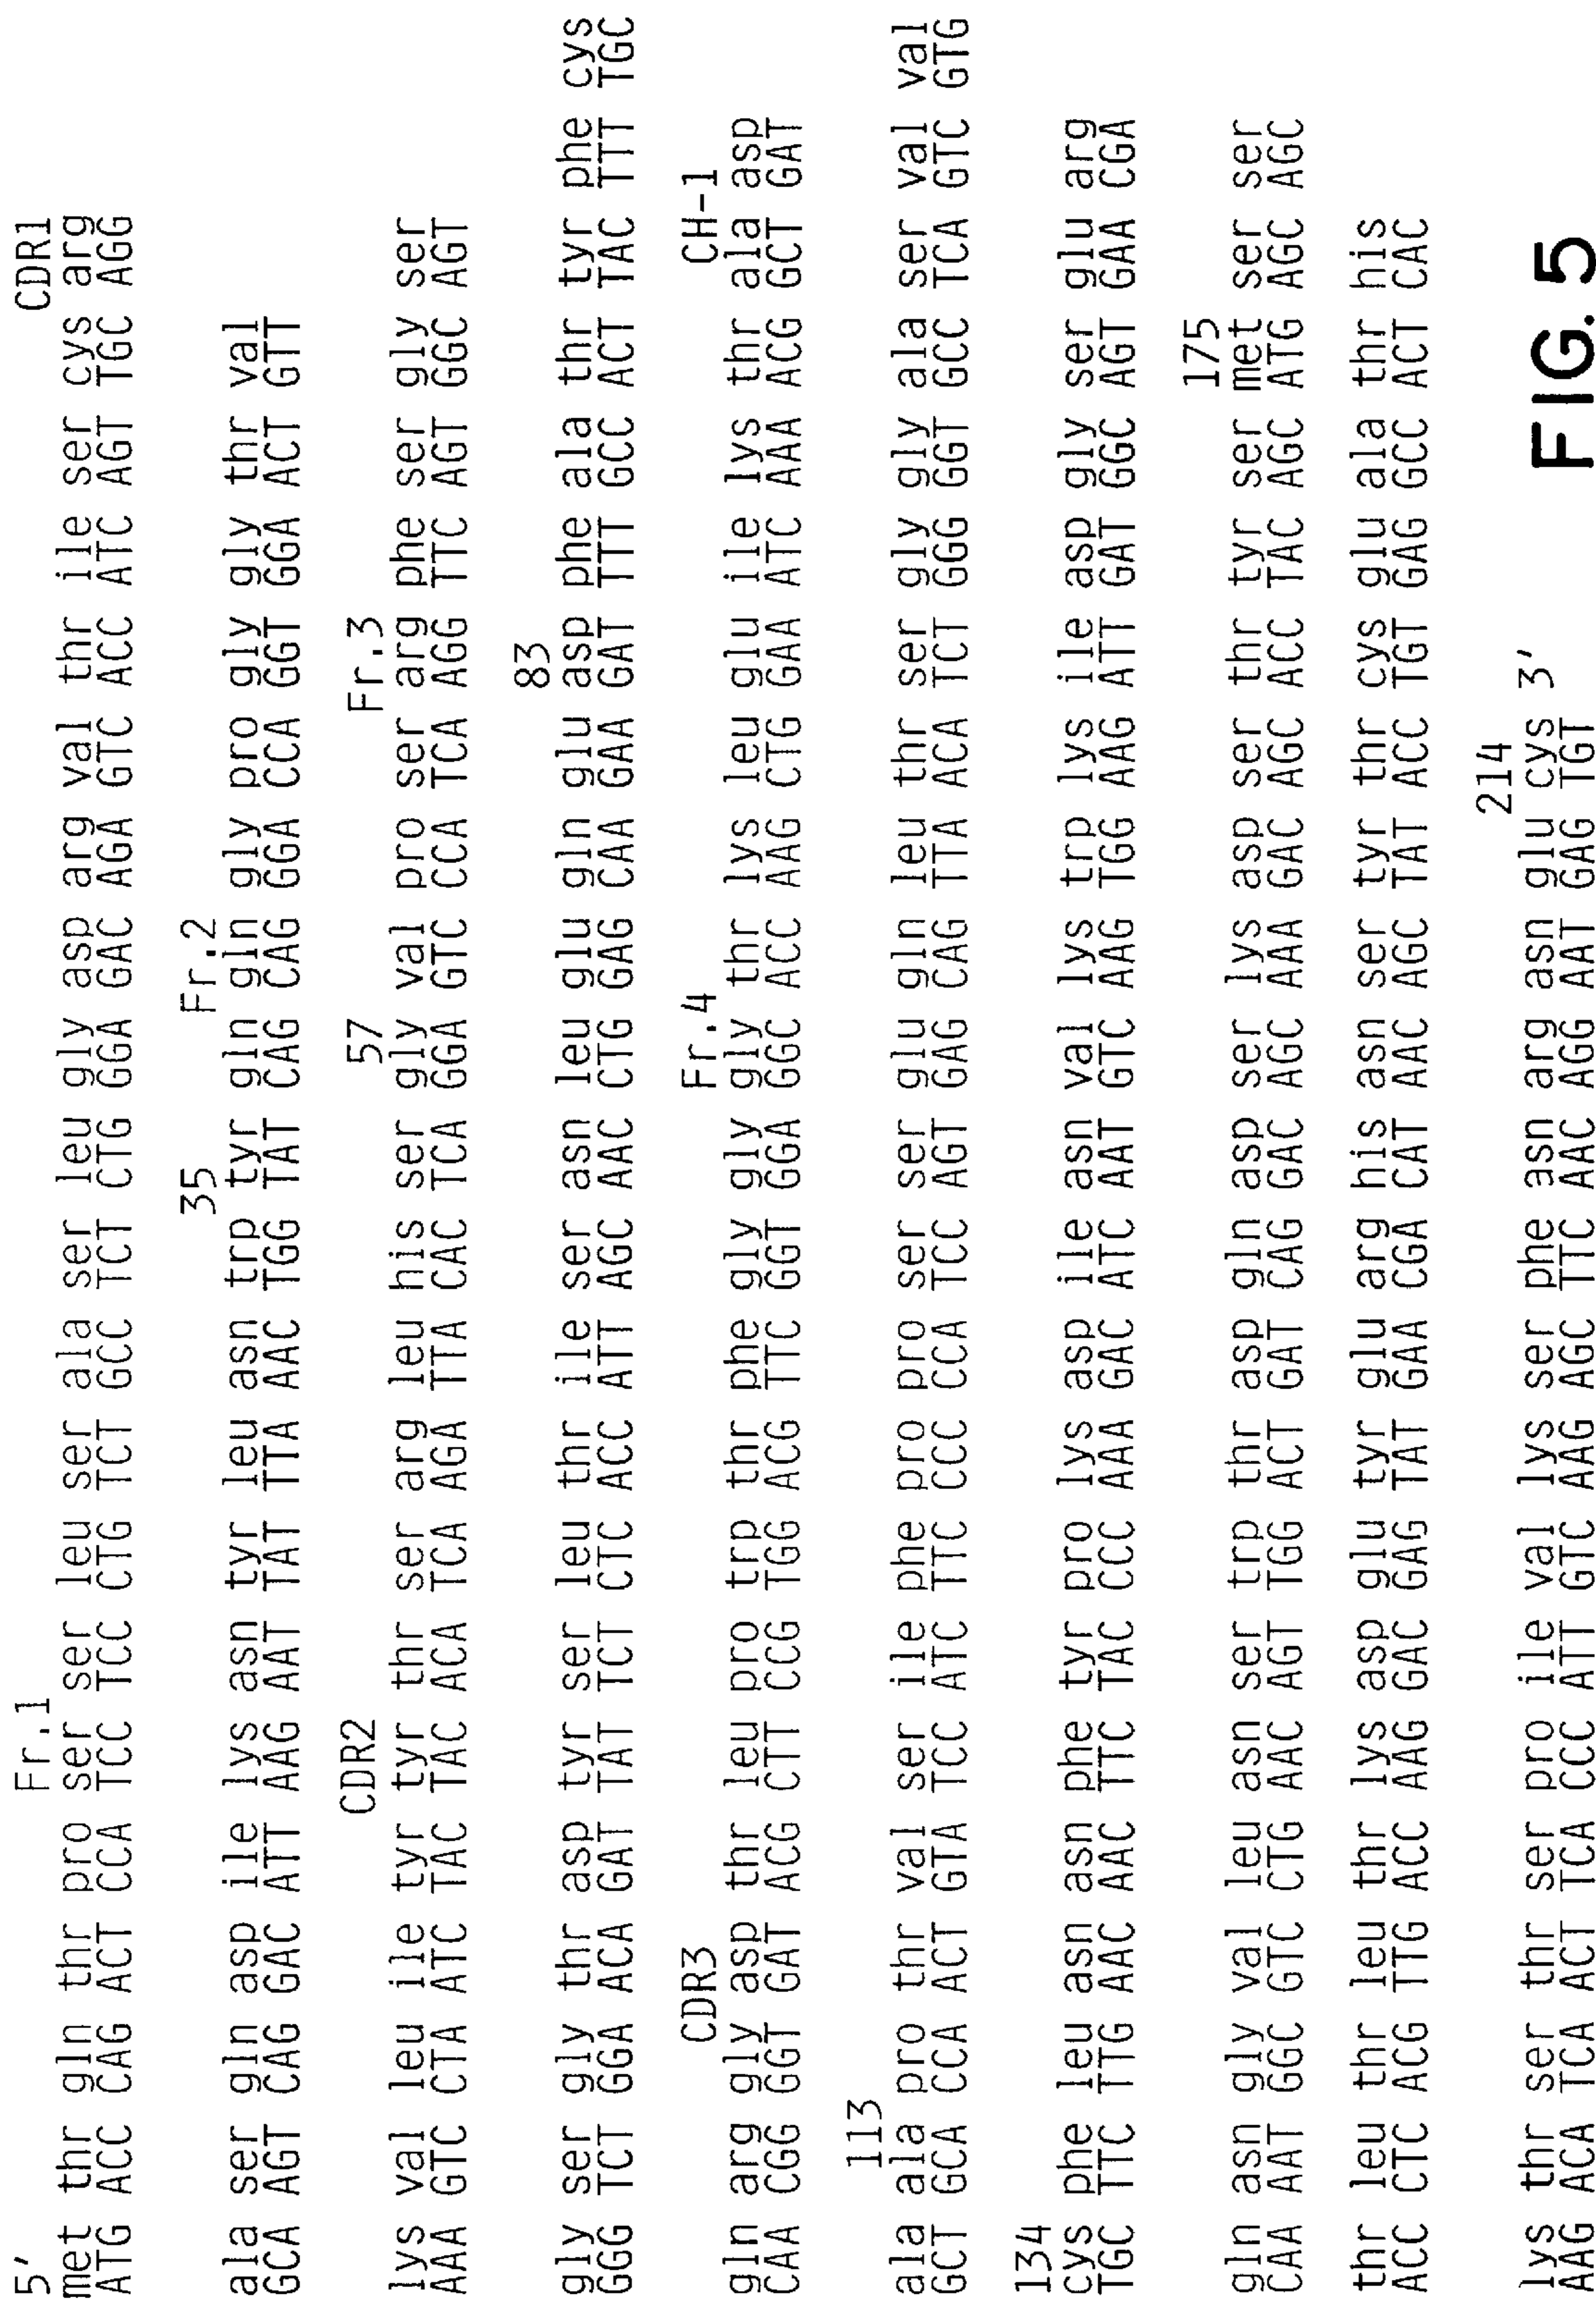 5' Fr.1 CDR1
met thr gln thr pro ser ser leu ser ala ser leu gly asp arg val thr ile ser cys arg
ATG ACC CAG ACT CCA TCC TCC CTG TCT GCC TCT CTG GGA GAC AGA GTC ACC ATC AGT TGC AGG
35 Fr.2
ala ser gln asp ile lys asn tyr leu asn trp tyr gln gln gly pro gly gly thr val
GCA AGT CAG GAC ATT AAG AAT TAT TTA AAC TGG TAT CAG CAG GGA CCA GGT GGA ACT GTT
CDR2 57 Fr.3
lys val leu ile tyr tyr thr ser arg leu his ser gly val pro ser arg phe ser gly ser
AAA GTC CTA ATC TAC TAC ACA TCA AGA TTA CAC TCA GGA GTC CCA TCA AGG TTC AGT GGC AGT
83
gly ser gly thr asp tyr ser leu thr ile ser asn leu glu gln glu asp phe ala thr tyr phe cys
GGG TCT GGA ACA GAT TAT TCT CTC ACC ATT AGC AAC CTG GAG CAA GAA GAT TTT GCC ACT TAC TTT TGC
CDR3 Fr.4 CH-1
gln arg gly asp thr leu pro trp thr phe gly gly gly thr lys leu glu ile lys thr ala asp
CAA CGG GGT GAT ACG CTT CCG TGG ACG TTC GGT GGA GGC ACC AAG CTG GAA ATC AAA ACG GCT GAT
113
ala ala pro thr val ser ile phe pro pro ser ser glu gln leu thr ser gly gly ala ser val val
GCT GCA CCA ACT GTA TCC ATC TTC CCC CCA TCC AGT GAG CAG TTA ACA TCT GGG GGT GCC TCA GTC GTG
134
cys phe leu asn asn phe tyr pro lys asp ile asn val lys trp lys ile asp gly ser glu arg
TGC TTC TTG AAC AAC TTC TAC CCC AAA GAC ATC AAT GTC AAG TGG AAG ATT GAT GGC AGT GAA CGA
175
gln asn gly val leu asn ser trp thr asp gln asp ser lys asp ser thr tyr ser met ser ser
CAA AAT GGC GTC CTG AAC AGT TGG ACT GAT CAG GAC AGC AAA GAC AGC ACC TAC AGC ATG AGC AGC
thr leu thr leu thr lys asp glu tyr glu arg his asn ser tyr thr cys glu ala thr his
ACC CTC ACG TTG ACC AAG GAC GAG TAT GAA CGA CAT AAC AGC TAT ACC TGT GAG GCC ACT CAC
214
lys thr ser thr ser pro ile val lys ser phe asn arg asn glu cys 3'
AAG ACA TCA ACT TCA CCC ATT GTC AAG AGC TTC AAC AGG AAT GAG TGT
FIG. 5